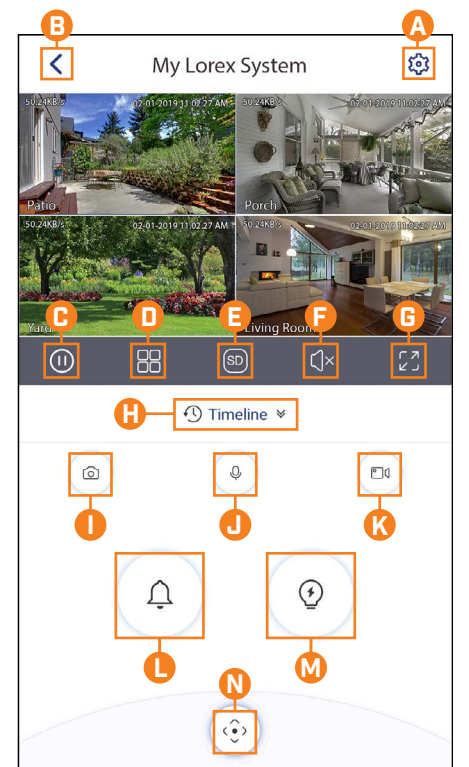 B
A
My Lorex System
50.24KB/s 02-01-2019 11:02:27 AM
50.24KB/s 02-01-2019 11:02:27 AM
Patio
Porch
50.24KB/s 02-01-2019 11:02:27 AM
50.24KB/s 02-01-2019 11:02:27 AM
Yard
Living Room
C D E F G
SD
H Timeline
I J K
L M
N